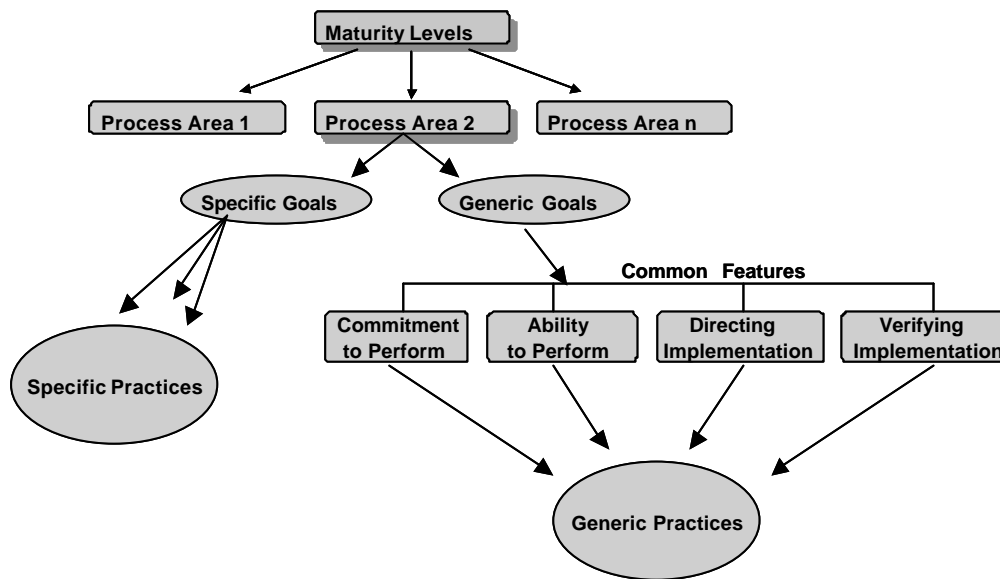 Maturity Levels
Process Area 1
Process Area 2
Process Area n
Specific Goals
Generic Goals
Common Features
Commitment
to Perform
Ability
to Perform
Directing
Implementation
Verifying
Implementation
Specific Practices
Generic Practices